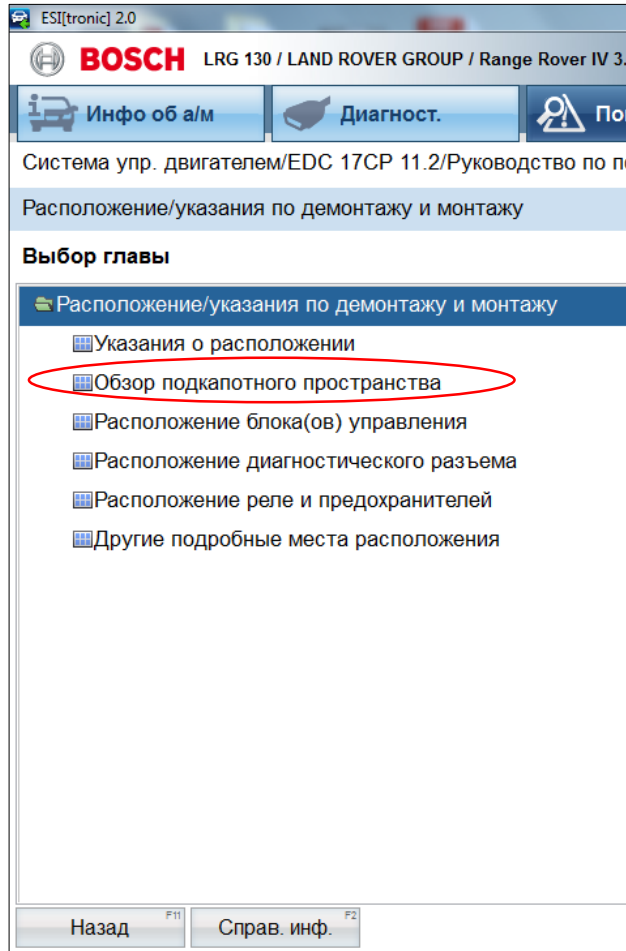 ESI[tronic] 2.0
BOSCH LRG 130 / LAND ROVER GROUP / Range Rover IV 3.
Инфо об а/м Диагност.
Система упр. двигателем/EDC 17CP 11.2/Руководство по
Расположение/указания по демонтажу и монтажу
Выбор главы
Расположение/указания по демонтажу и монтажу
Указания о расположении
Обзор подкапотного пространства
Расположение блока(ов) управления
Расположение диагностического разъема
Расположение реле и предохранителей
Другие подробные места расположения
Назад F11 Справ. инф. F2